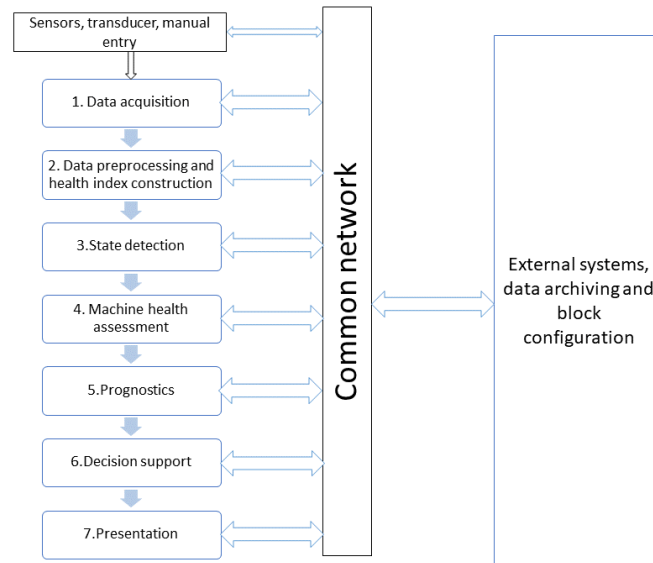 Sensors, transducer, manual
entry
1. Data acquisition
2. Data preprocessing and
health index construction
3.State detection
4. Machine health
assessment
5.Prognostics
6.Decision support
7.Presentation
Common network
External systems,
data archiving and
block
configuration